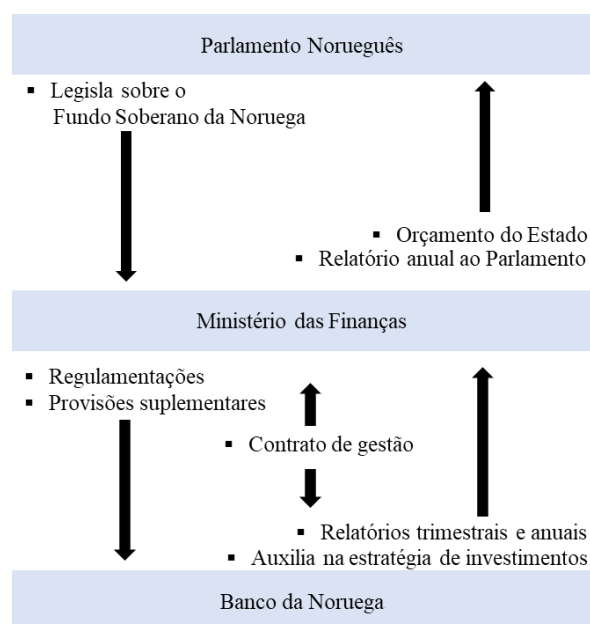 Parlamento Norueguês
▪ Legisla sobre o
Fundo Soberano da Noruega
▪ Orçamento do Estado
▪ Relatório anual ao Parlamento
Ministério das Finanças
▪ Regulamentações
▪ Provisões suplementares
▪ Contrato de gestão
▪ Relatórios trimestrais e anuais
▪ Auxilia na estratégia de investimentos
Banco da Noruega